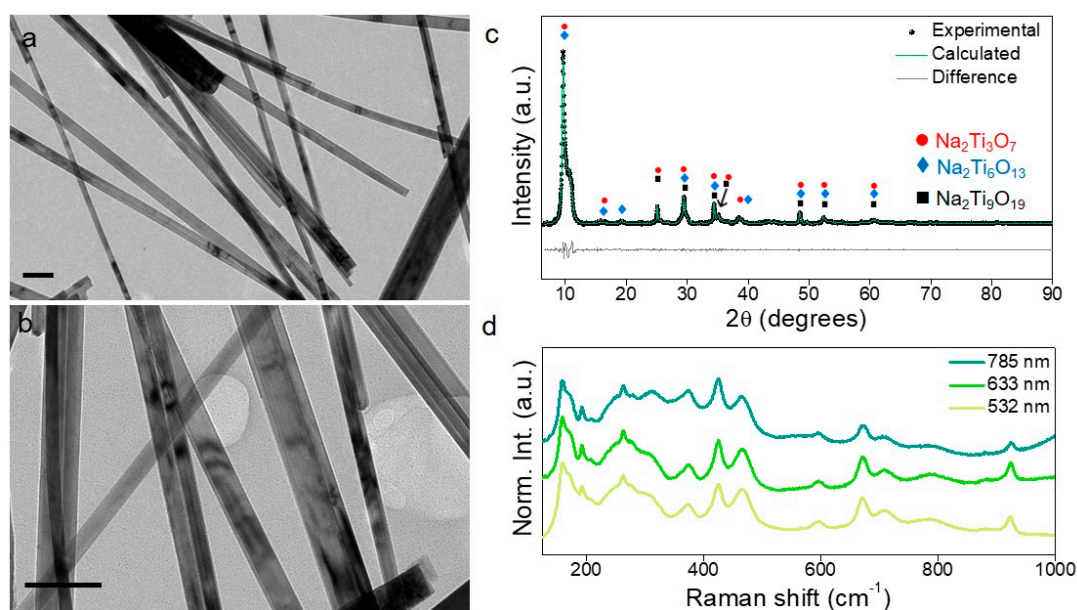 a
b
c
Experimental
Calculated
Difference
Na₂Ti₃O₇
Na₂Ti₆O₁₃
Na₂Ti₉O₁₉
Intensity (a.u.)
10 20 30 40 50 60 70 80 90
2θ (degrees)
d
785 nm
633 nm
532 nm
Norm. Int. (a.u.)
200 400 600 800 1000
Raman shift (cm⁻¹)